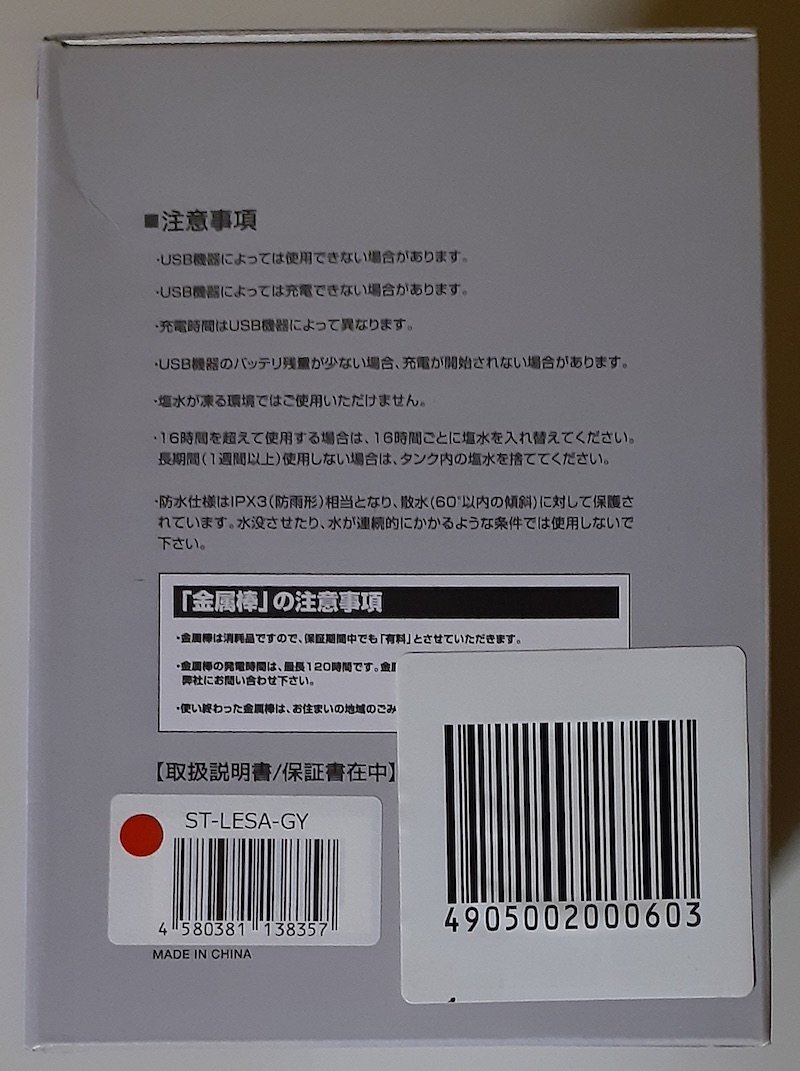 ■注意事項
・USB機器によっては使用できない場合があります。
・USB機器によっては充電できない場合があります。
・充電時間はUSB機器によって異なります。
・USB機器のバッテリ残量が少ない場合、充電が開始されない場合があります。
・塩水が凍る環境ではご使用いただけません。
・16時間を超えて使用する場合は、16時間ごとに塩水を入れ替えてください。
長期間(1週間以上)使用しない場合は、タンク内の塩水を捨ててください。
・防水仕様はIPX3(防雨形)相当となり、散水(60°以内の傾斜)に対して保護さ
れています。水没させたり、水が連続的にかかるような条件では使用しないで
下さい。
「金属棒」の注意事項
・金属棒は消耗品ですので、保証期間中でも「有料」とさせていただきます。
・金属棒の発電時間は、最長120時間です。金属
弊社にお問い合わせ下さい。
・使い終わった金属棒は、お住まいの地域のごみ
【取扱説明書/保証書在中】
ST-LESA-GY
4 580381 138357
MADE IN CHINA
4905002000603